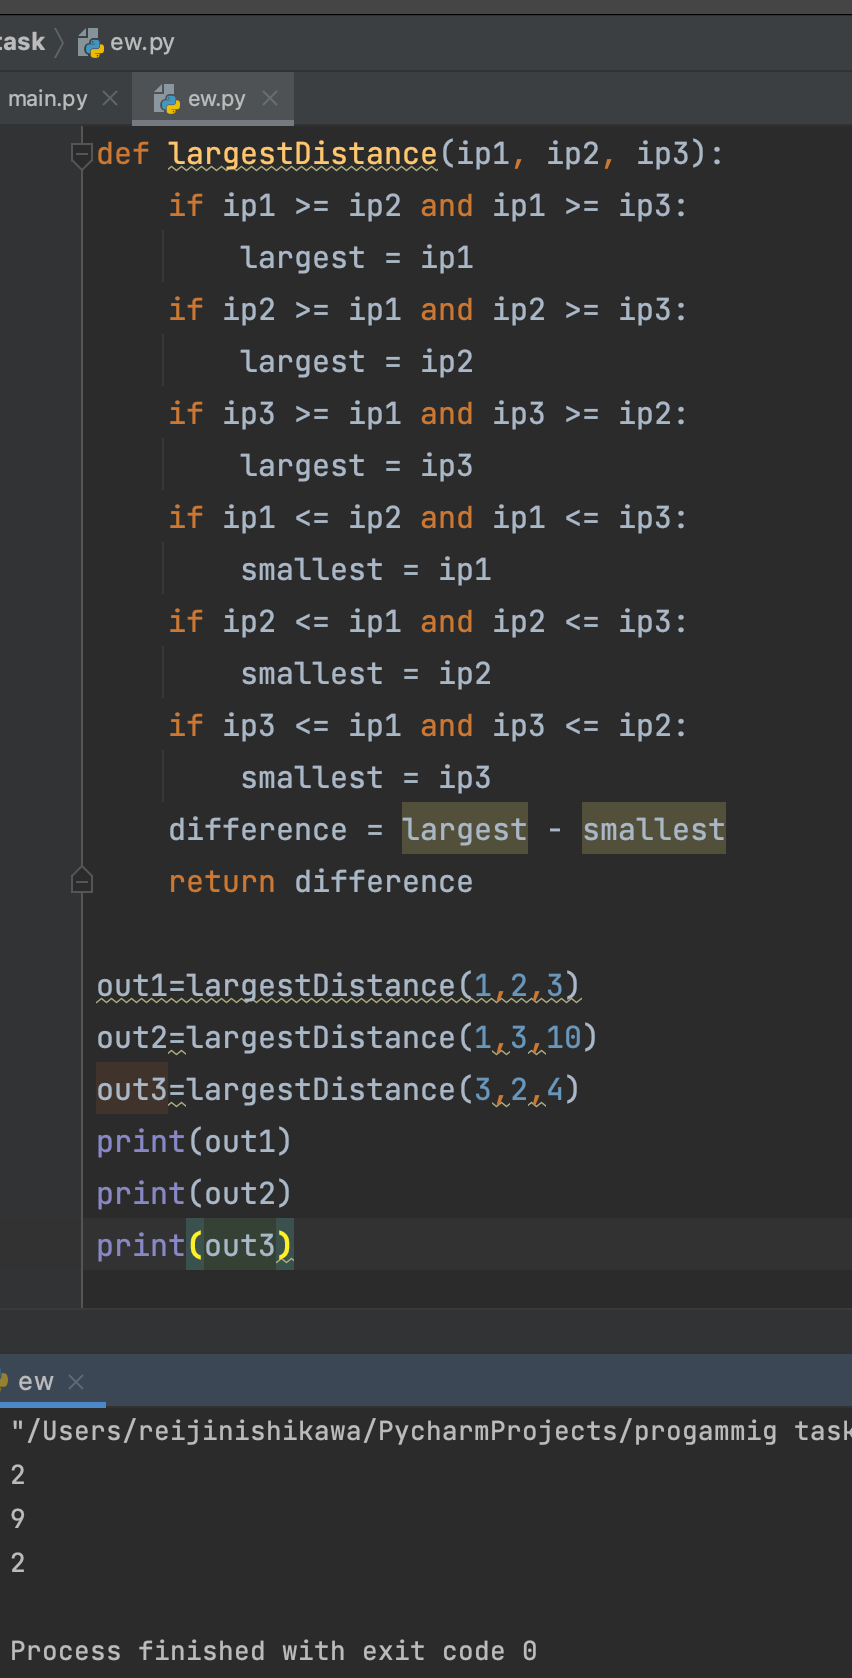 task ew.py
main.py ew.py
def largestDistance(ip1, ip2, ip3):
    if ip1 >= ip2 and ip1 >= ip3:
        largest = ip1
    if ip2 >= ip1 and ip2 >= ip3:
        largest = ip2
    if ip3 >= ip1 and ip3 >= ip2:
        largest = ip3
    if ip1 <= ip2 and ip1 <= ip3:
        smallest = ip1
    if ip2 <= ip1 and ip2 <= ip3:
        smallest = ip2
    if ip3 <= ip1 and ip3 <= ip2:
        smallest = ip3
    difference = largest - smallest
    return difference
out1=largestDistance(1,2,3)
out2=largestDistance(1,3,10)
out3=largestDistance(3,2,4)
print(out1)
print(out2)
print(out3)
ew
"/Users/reijinishikawa/PycharmProjects/progammig task
2
9
2
Process finished with exit code 0